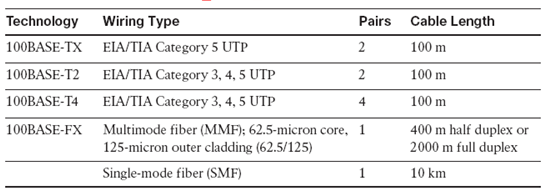 Technology Wiring Type Pairs Cable Length
100BASE-TX EIA/TIA Category 5 UTP 2 100 m
100BASE-T2 EIA/TIA Category 3, 4, 5 UTP 2 100 m
100BASE-T4 EIA/TIA Category 3, 4, 5 UTP 4 100 m
100BASE-FX Multimode fiber (MMF); 62.5-micron core, 1 400 m half duplex or
125-micron outer cladding (62.5/125) 2000 m full duplex
Single-mode fiber (SMF) 1 10 km